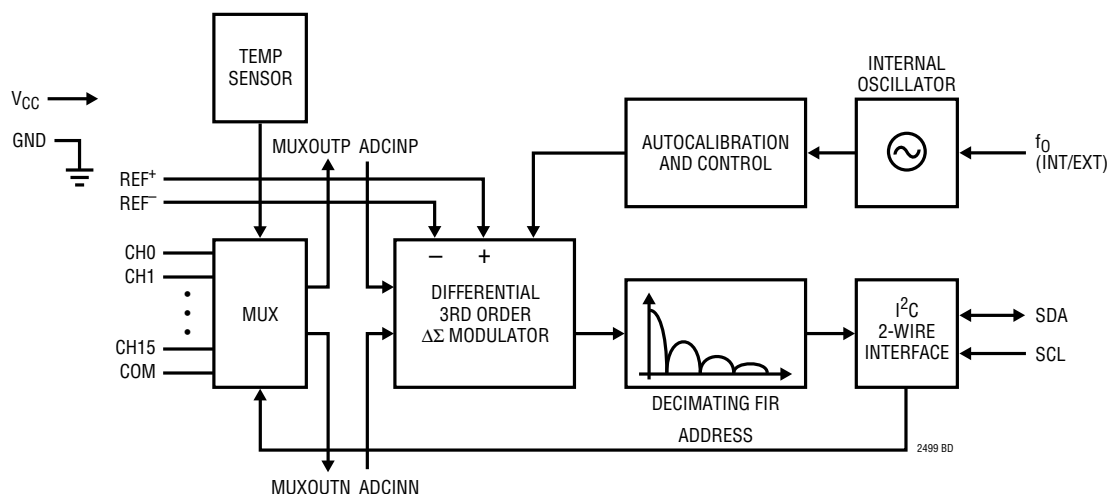 TEMP
SENSOR
INTERNAL
OSCILLATOR
VCC
GND
MUXOUTP ADCINP
AUTOCALIBRATION
AND CONTROL
fO
(INT/EXT)
REF+
REF−
CH0
CH1
CH15
COM
MUX
− +
DIFFERENTIAL
3RD ORDER
ΔΣ MODULATOR
I2C
2-WIRE
INTERFACE
SDA
SCL
DECIMATING FIR
ADDRESS
2499 BD
MUXOUTN ADCINN